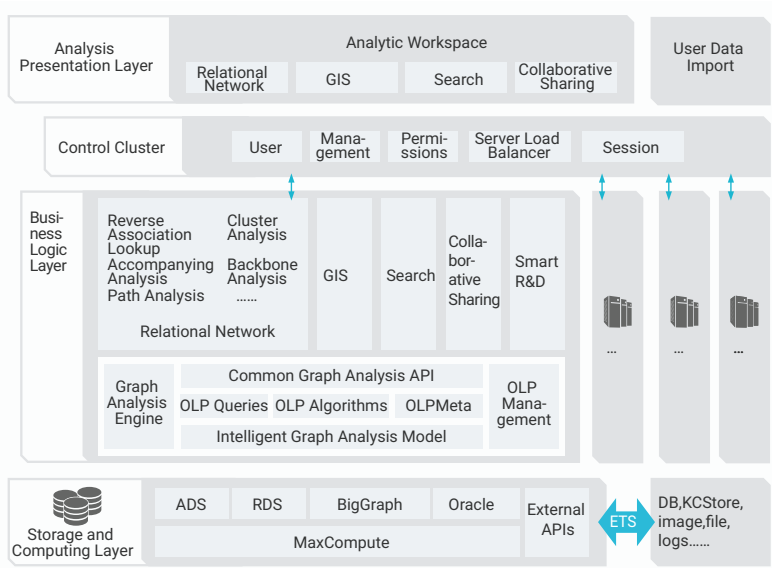 Analysis
Presentation Layer
Analytic Workspace
Relational
Network
GIS
Search
Collaborative
Sharing
User Data
Import
Control Cluster
User
Mana-
gement
Permi-
ssions
Server Load
Balancer
Session
Busi-
ness
Logic
Layer
Reverse
Association
Lookup
Accompanying
Analysis
Path Analysis
Cluster
Analysis
Backbone
Analysis
......
Relational Network
GIS
Search
Colla-
bor-
ative
Sharing
Smart
R&D
...
...
...
Graph
Analysis
Engine
Common Graph Analysis API
OLP Queries
OLP Algorithms
OLPMeta
Intelligent Graph Analysis Model
OLP
Mana-
gement
Storage and
Computing Layer
ADS
RDS
BigGraph
Oracle
MaxCompute
External
APIs
ETS
DB,KCStore,
image,file,
logs......